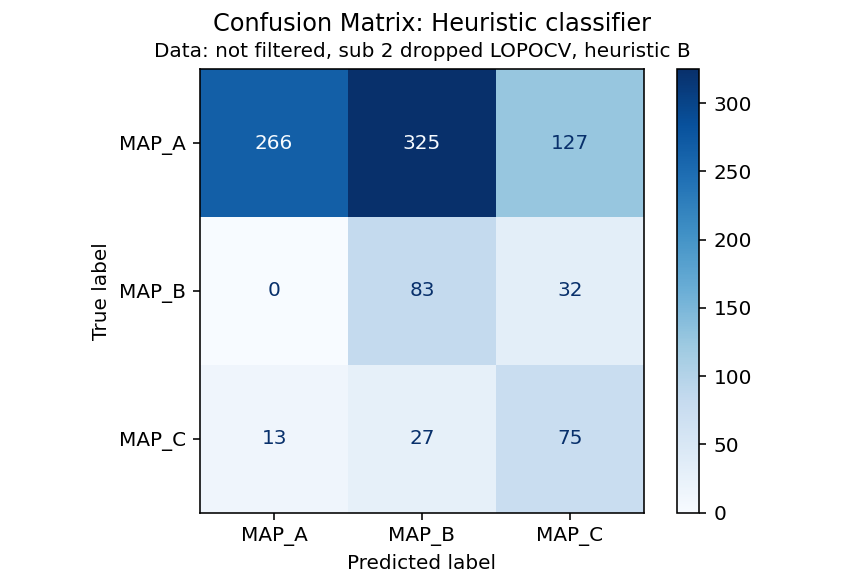 Confusion Matrix: Heuristic classifier
Data: not filtered, sub 2 dropped LOPOCV, heuristic B
True label
MAP_A 266 325 127
MAP_B 0 83 32
MAP_C 13 27 75
MAP_A MAP_B MAP_C
Predicted label
300
250
200
150
100
50
0